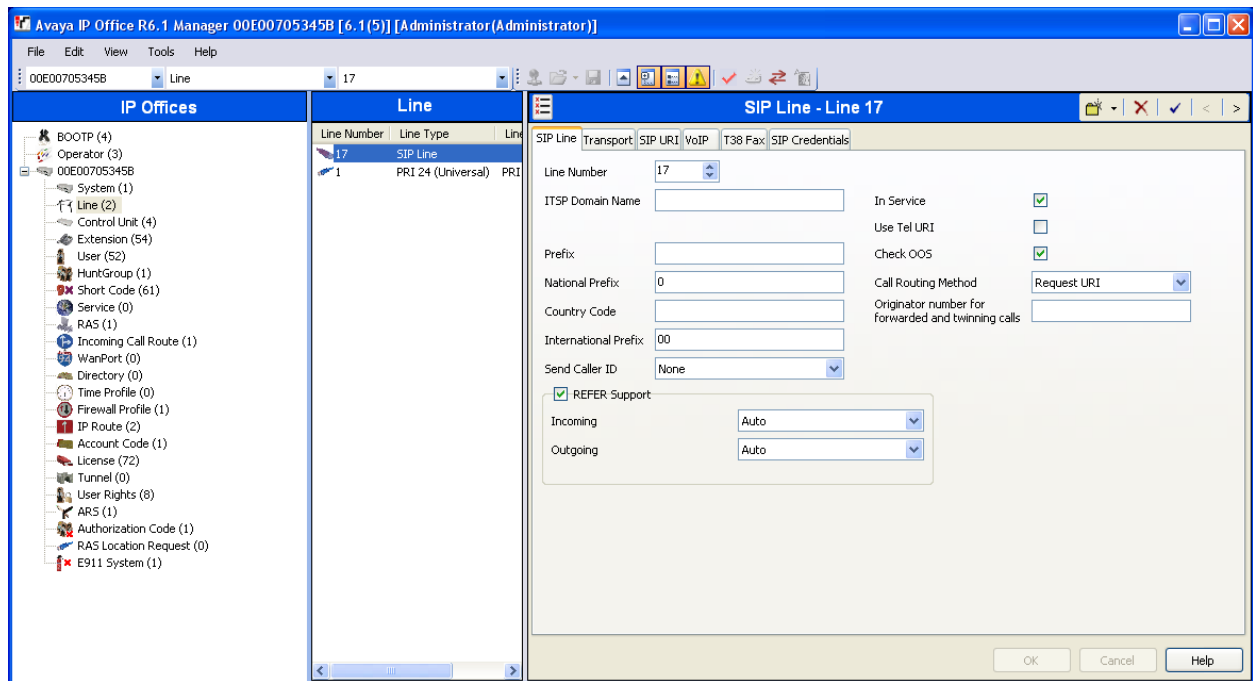 Avaya IP Office R6.1 Manager 00E00705345B [6.1(5)] [Administrator(Administrator)]
File Edit View Tools Help
00E00705345B Line 17
IP Offices
BOOTP (4)
Operator (3)
00E00705345B
System (1)
Line (2)
Control Unit (4)
Extension (54)
User (52)
HuntGroup (1)
Short Code (61)
Service (0)
RAS (1)
Incoming Call Route (1)
WanPort (0)
Directory (0)
Time Profile (0)
Firewall Profile (1)
IP Route (2)
Account Code (1)
License (72)
Tunnel (0)
User Rights (8)
ARS (1)
Authorization Code (1)
RAS Location Request (0)
E911 System (1)
Line
Line Number Line Type Line
17 SIP Line
1 PRI 24 (Universal) PRI
SIP Line - Line 17
SIP Line Transport SIP URI VoIP T38 Fax SIP Credentials
Line Number 17
ITSP Domain Name
Prefix
National Prefix 0
Country Code
International Prefix 00
Send Caller ID None
In Service
Use Tel URI
Check OOS
Call Routing Method Request URI
Originator number for
forwarded and twinning calls
REFER Support
Incoming Auto
Outgoing Auto
OK Cancel Help